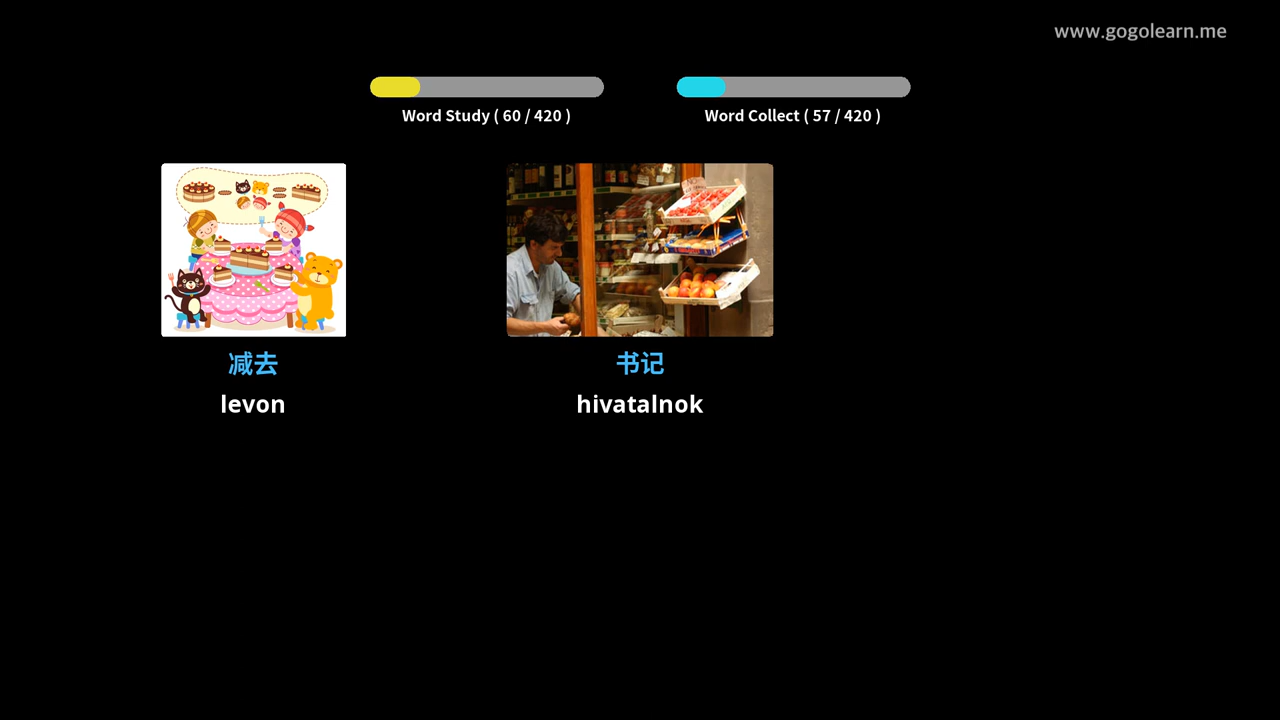 www.gogolearn.me
Word Study ( 60 / 420 )
Word Collect ( 57 / 420 )
减去
levon
书记
hivatalnok